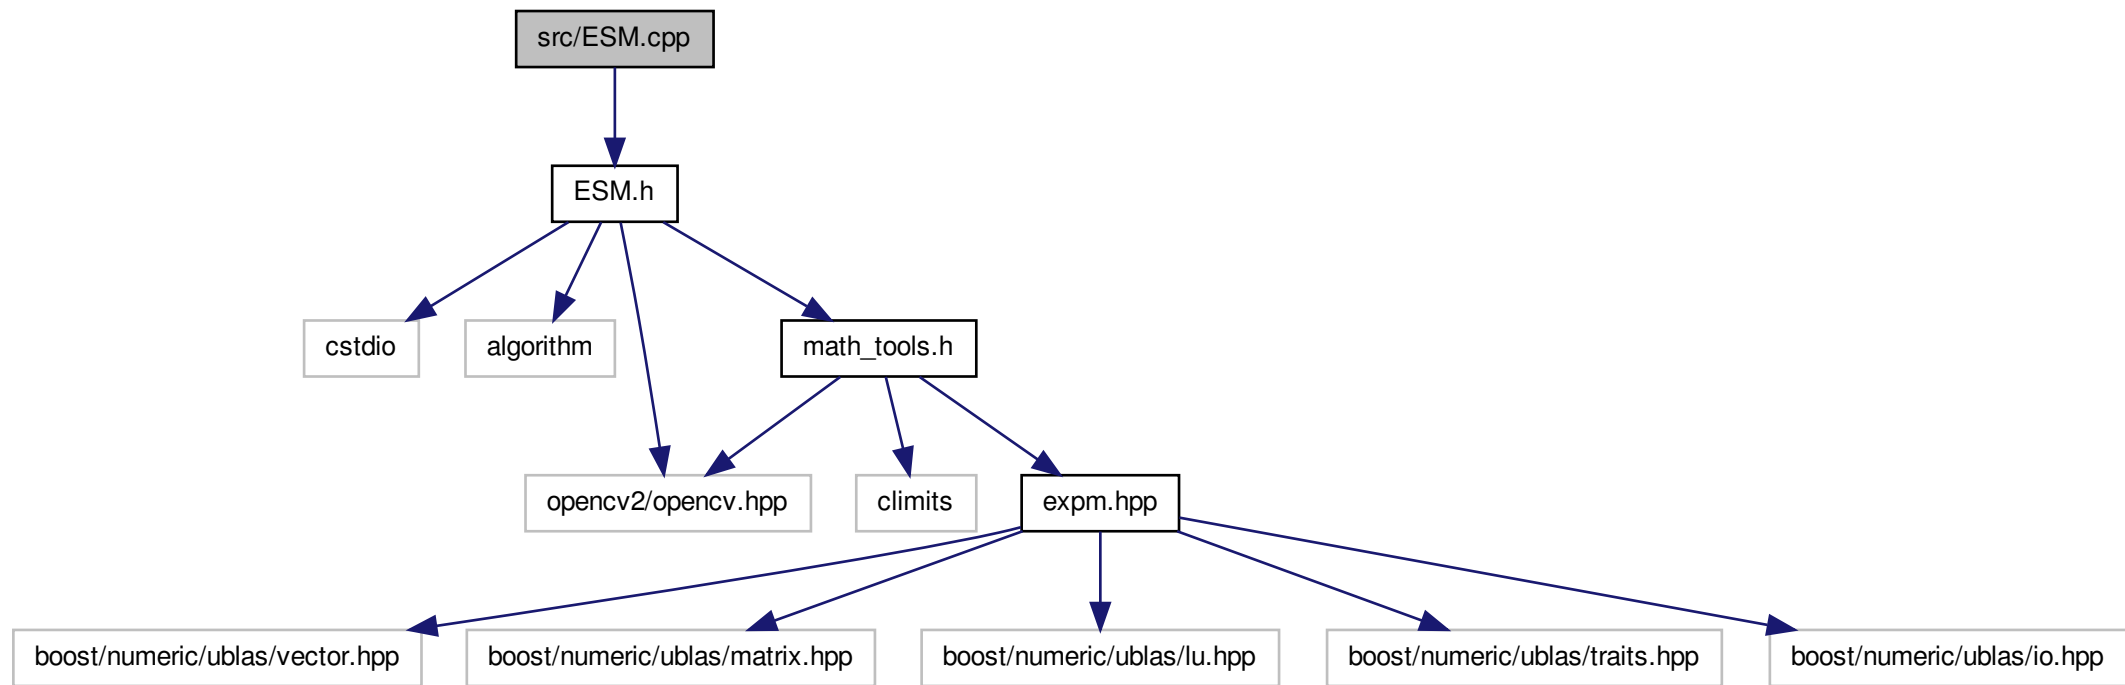 src/ESM.cpp
ESM.h
cstdio
algorithm
math_tools.h
opencv2/opencv.hpp
climits
expm.hpp
boost/numeric/ublas/vector.hpp
boost/numeric/ublas/matrix.hpp
boost/numeric/ublas/lu.hpp
boost/numeric/ublas/traits.hpp
boost/numeric/ublas/io.hpp